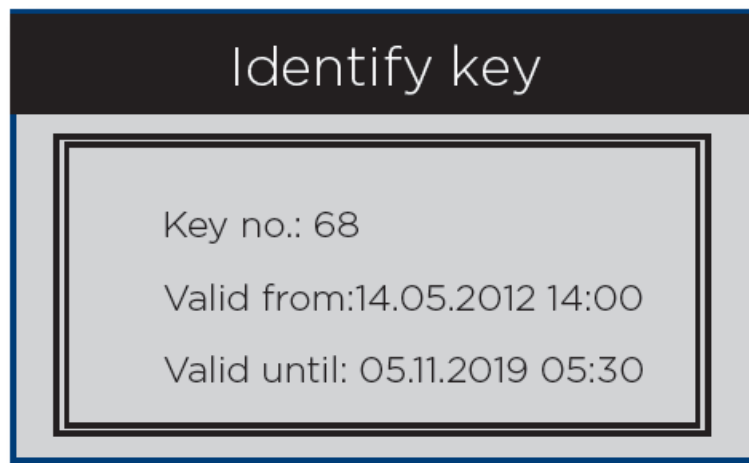 Identify key
Key no.: 68
Valid from:14.05.2012 14:00
Valid until: 05.11.2019 05:30